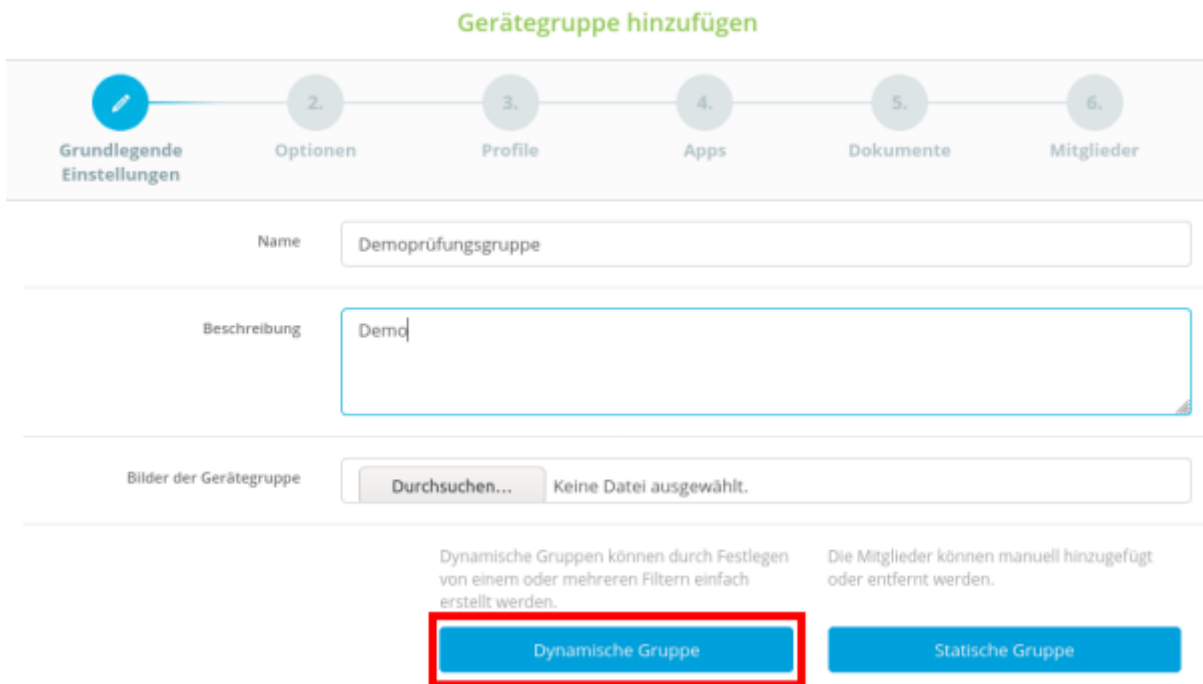 Gerätegruppe hinzufügen
2. 3. 4. 5. 6.
Grundlegende Einstellungen
Optionen
Profile
Apps
Dokumente
Mitglieder
Name
Demoprüfungsgruppe
Beschreibung
Demo
Bilder der Gerätegruppe
Durchsuchen... Keine Datei ausgewählt.
Dynamische Gruppen können durch Festlegen
von einem oder mehreren Filtern einfach
erstellt werden.
Die Mitglieder können manuell hinzugefügt
oder entfernt werden.
Dynamische Gruppe
Statische Gruppe